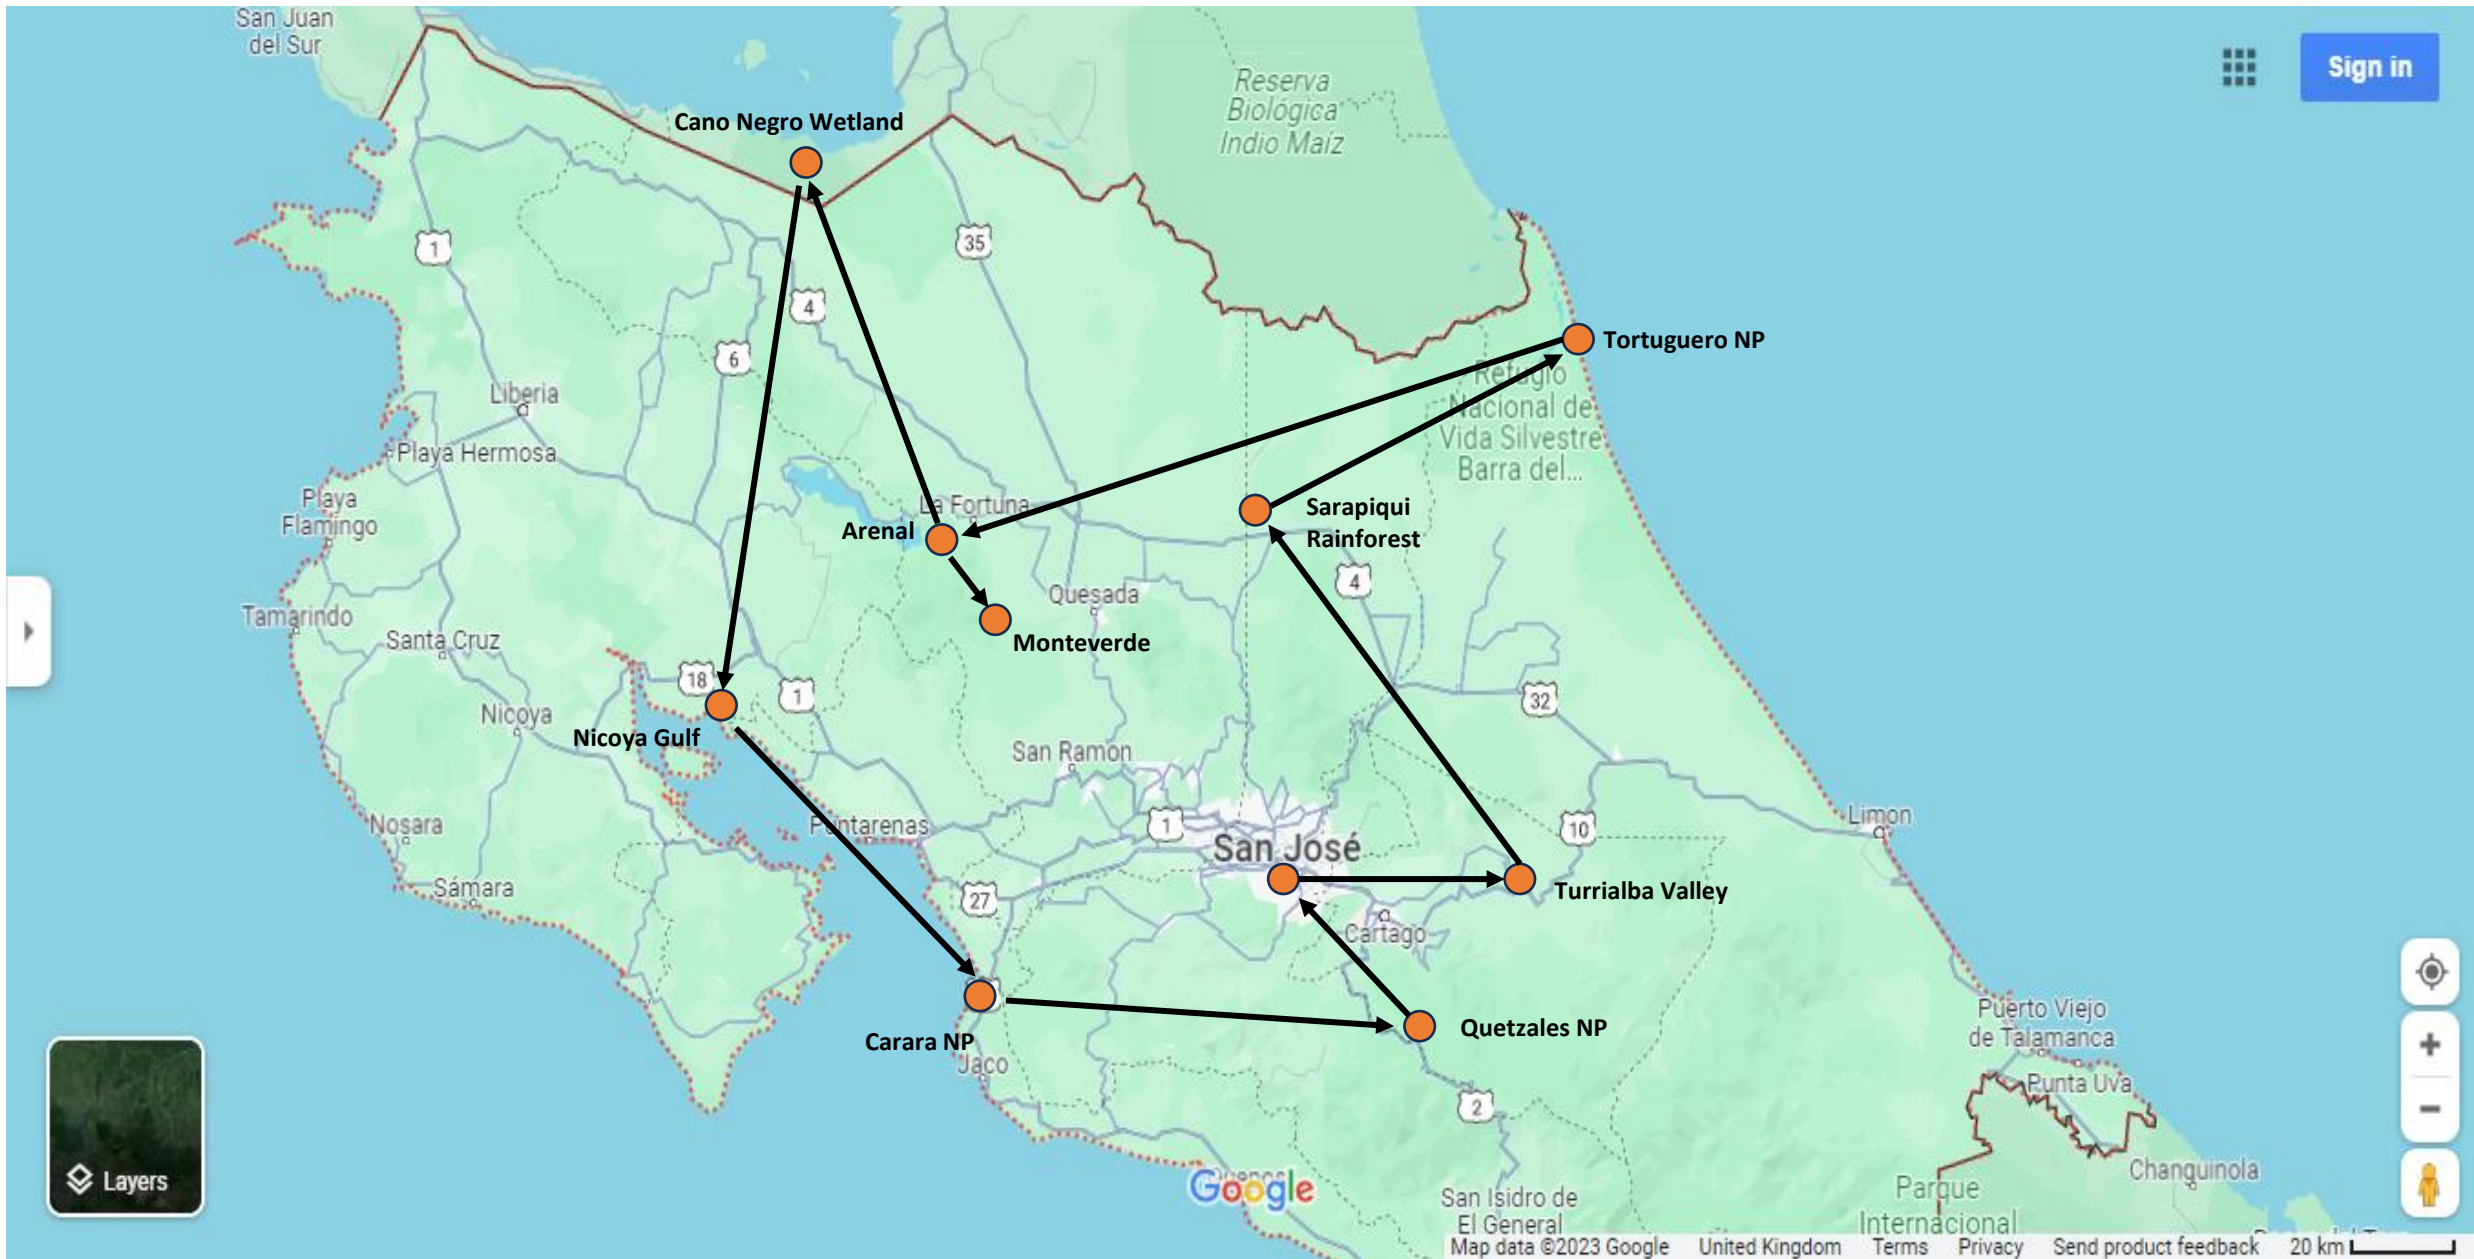 San Juan
del Sur
Sign in
Reserva
Biológica
Indio Maíz
Cano Negro Wetland
1
35
4
6
Tortuguero NP
Refugio
Nacional de
Vida Silvestre
Barra del...
Liberia
Playa Hermosa
Playa
Flamingo
La Fortuna
Arenal
Sarapiqui
Rainforest
4
Quesada
Tamarindo
Santa Cruz
Monteverde
18
1
32
Nicoya
Nicoya Gulf
San Ramon
Nosara
Puntarenas
1
10
Limon
San José
Sámara
27
Turrialba Valley
Cartago
Puerto Viejo
de Talamanca
Quetzales NP
Carara NP
Jaco
Punta Uva
2
Layers
Changuinola
Google
San Isidro de
El General
Parque
Internacional
Map data ©2023 Google United Kingdom Terms Privacy Send product feedback 20 km